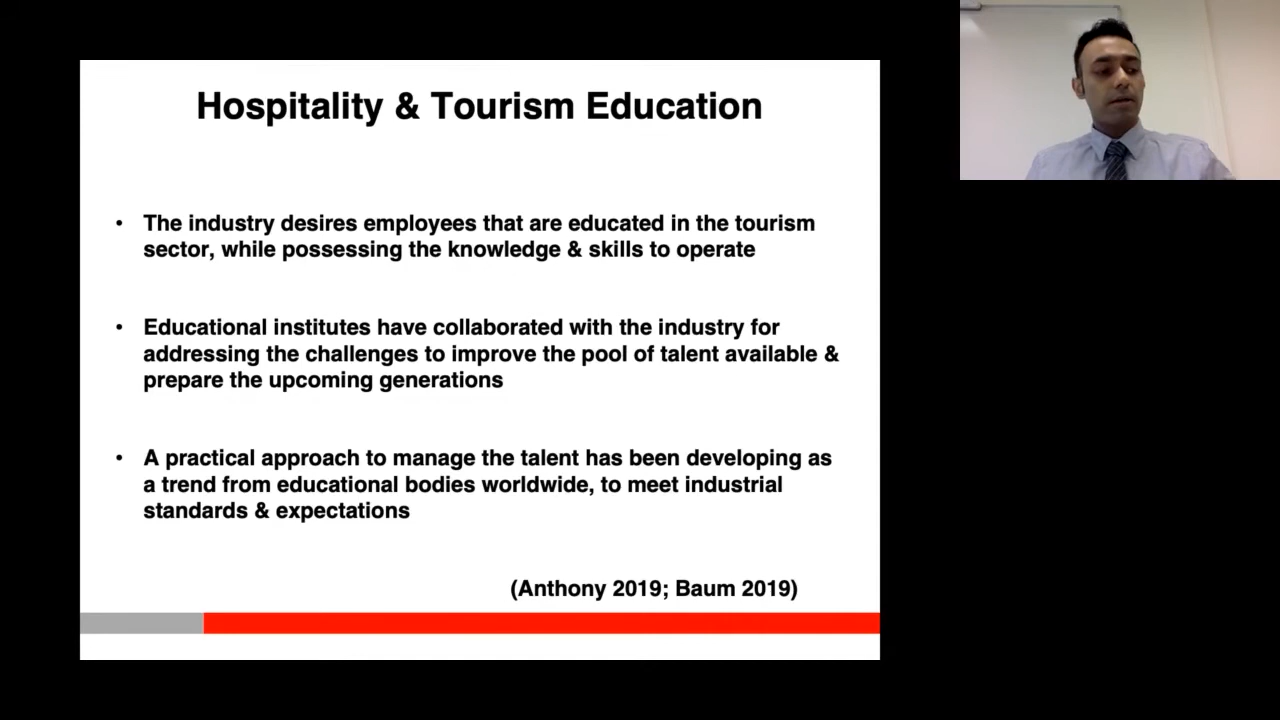 Hospitality & Tourism Education
• The industry desires employees that are educated in the tourism
sector, while possessing the knowledge & skills to operate
• Educational institutes have collaborated with the industry for
addressing the challenges to improve the pool of talent available &
prepare the upcoming generations
• A practical approach to manage the talent has been developing as
a trend from educational bodies worldwide, to meet industrial
standards & expectations
(Anthony 2019; Baum 2019)